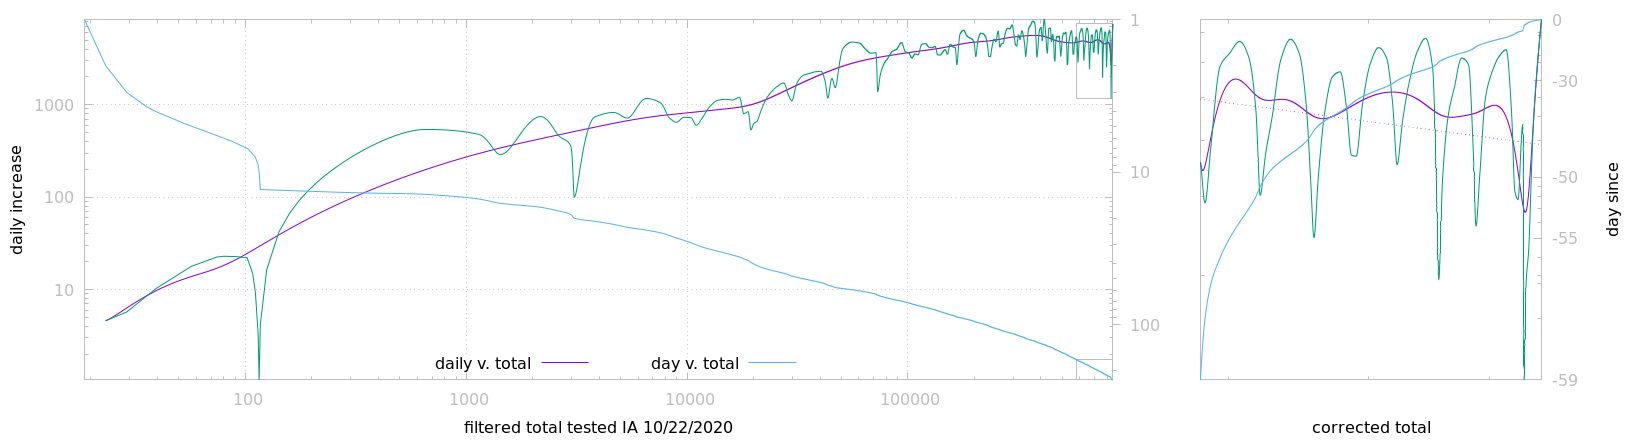 daily increase
1000
100
10
1
10
100
daily v. total
day v. total
100
1000
10000
100000
filtered total tested IA 10/22/2020
0
-30
-50
-55
-59
day since
corrected total